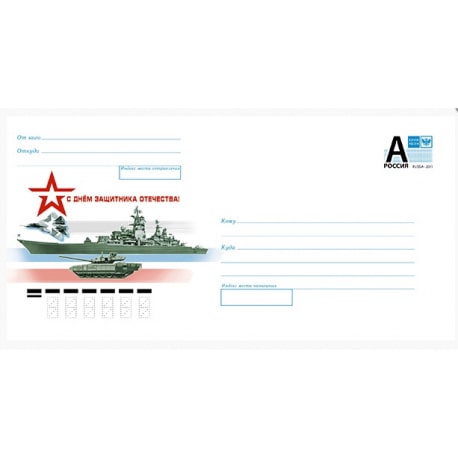 От кого
Откуда
Индекс места отправления
С ДНЁМ ЗАЩИТНИКА ОТЕЧЕСТВА!
А
РОССИЯ
Кому
Куда
Индекс места назначения